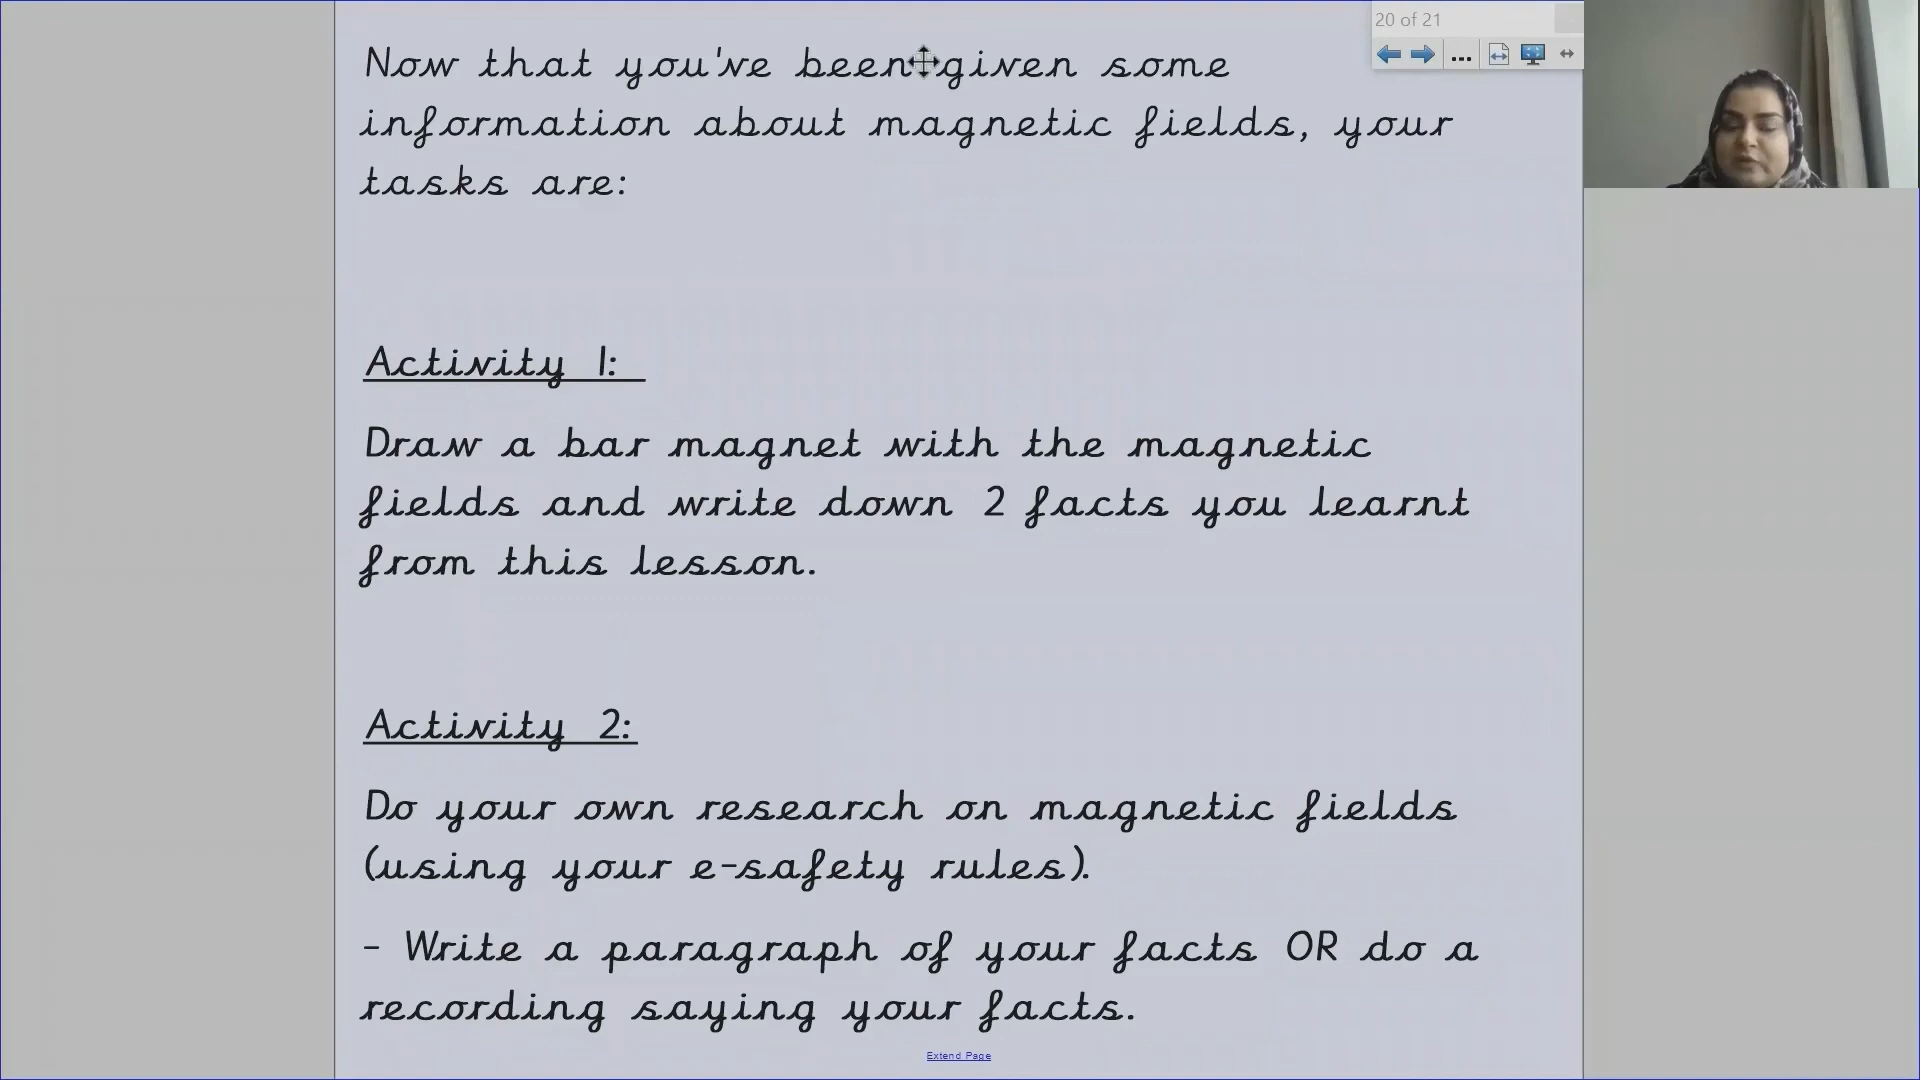 20 of 21
Now that you've been given some
information about magnetic fields, your
tasks are:
Activity 1:
Draw a bar magnet with the magnetic
fields and write down 2 facts you learnt
from this lesson.
Activity 2:
Do your own research on magnetic fields
(using your e-safety rules).
- Write a paragraph of your facts OR do a
recording saying your facts.
Extend Page